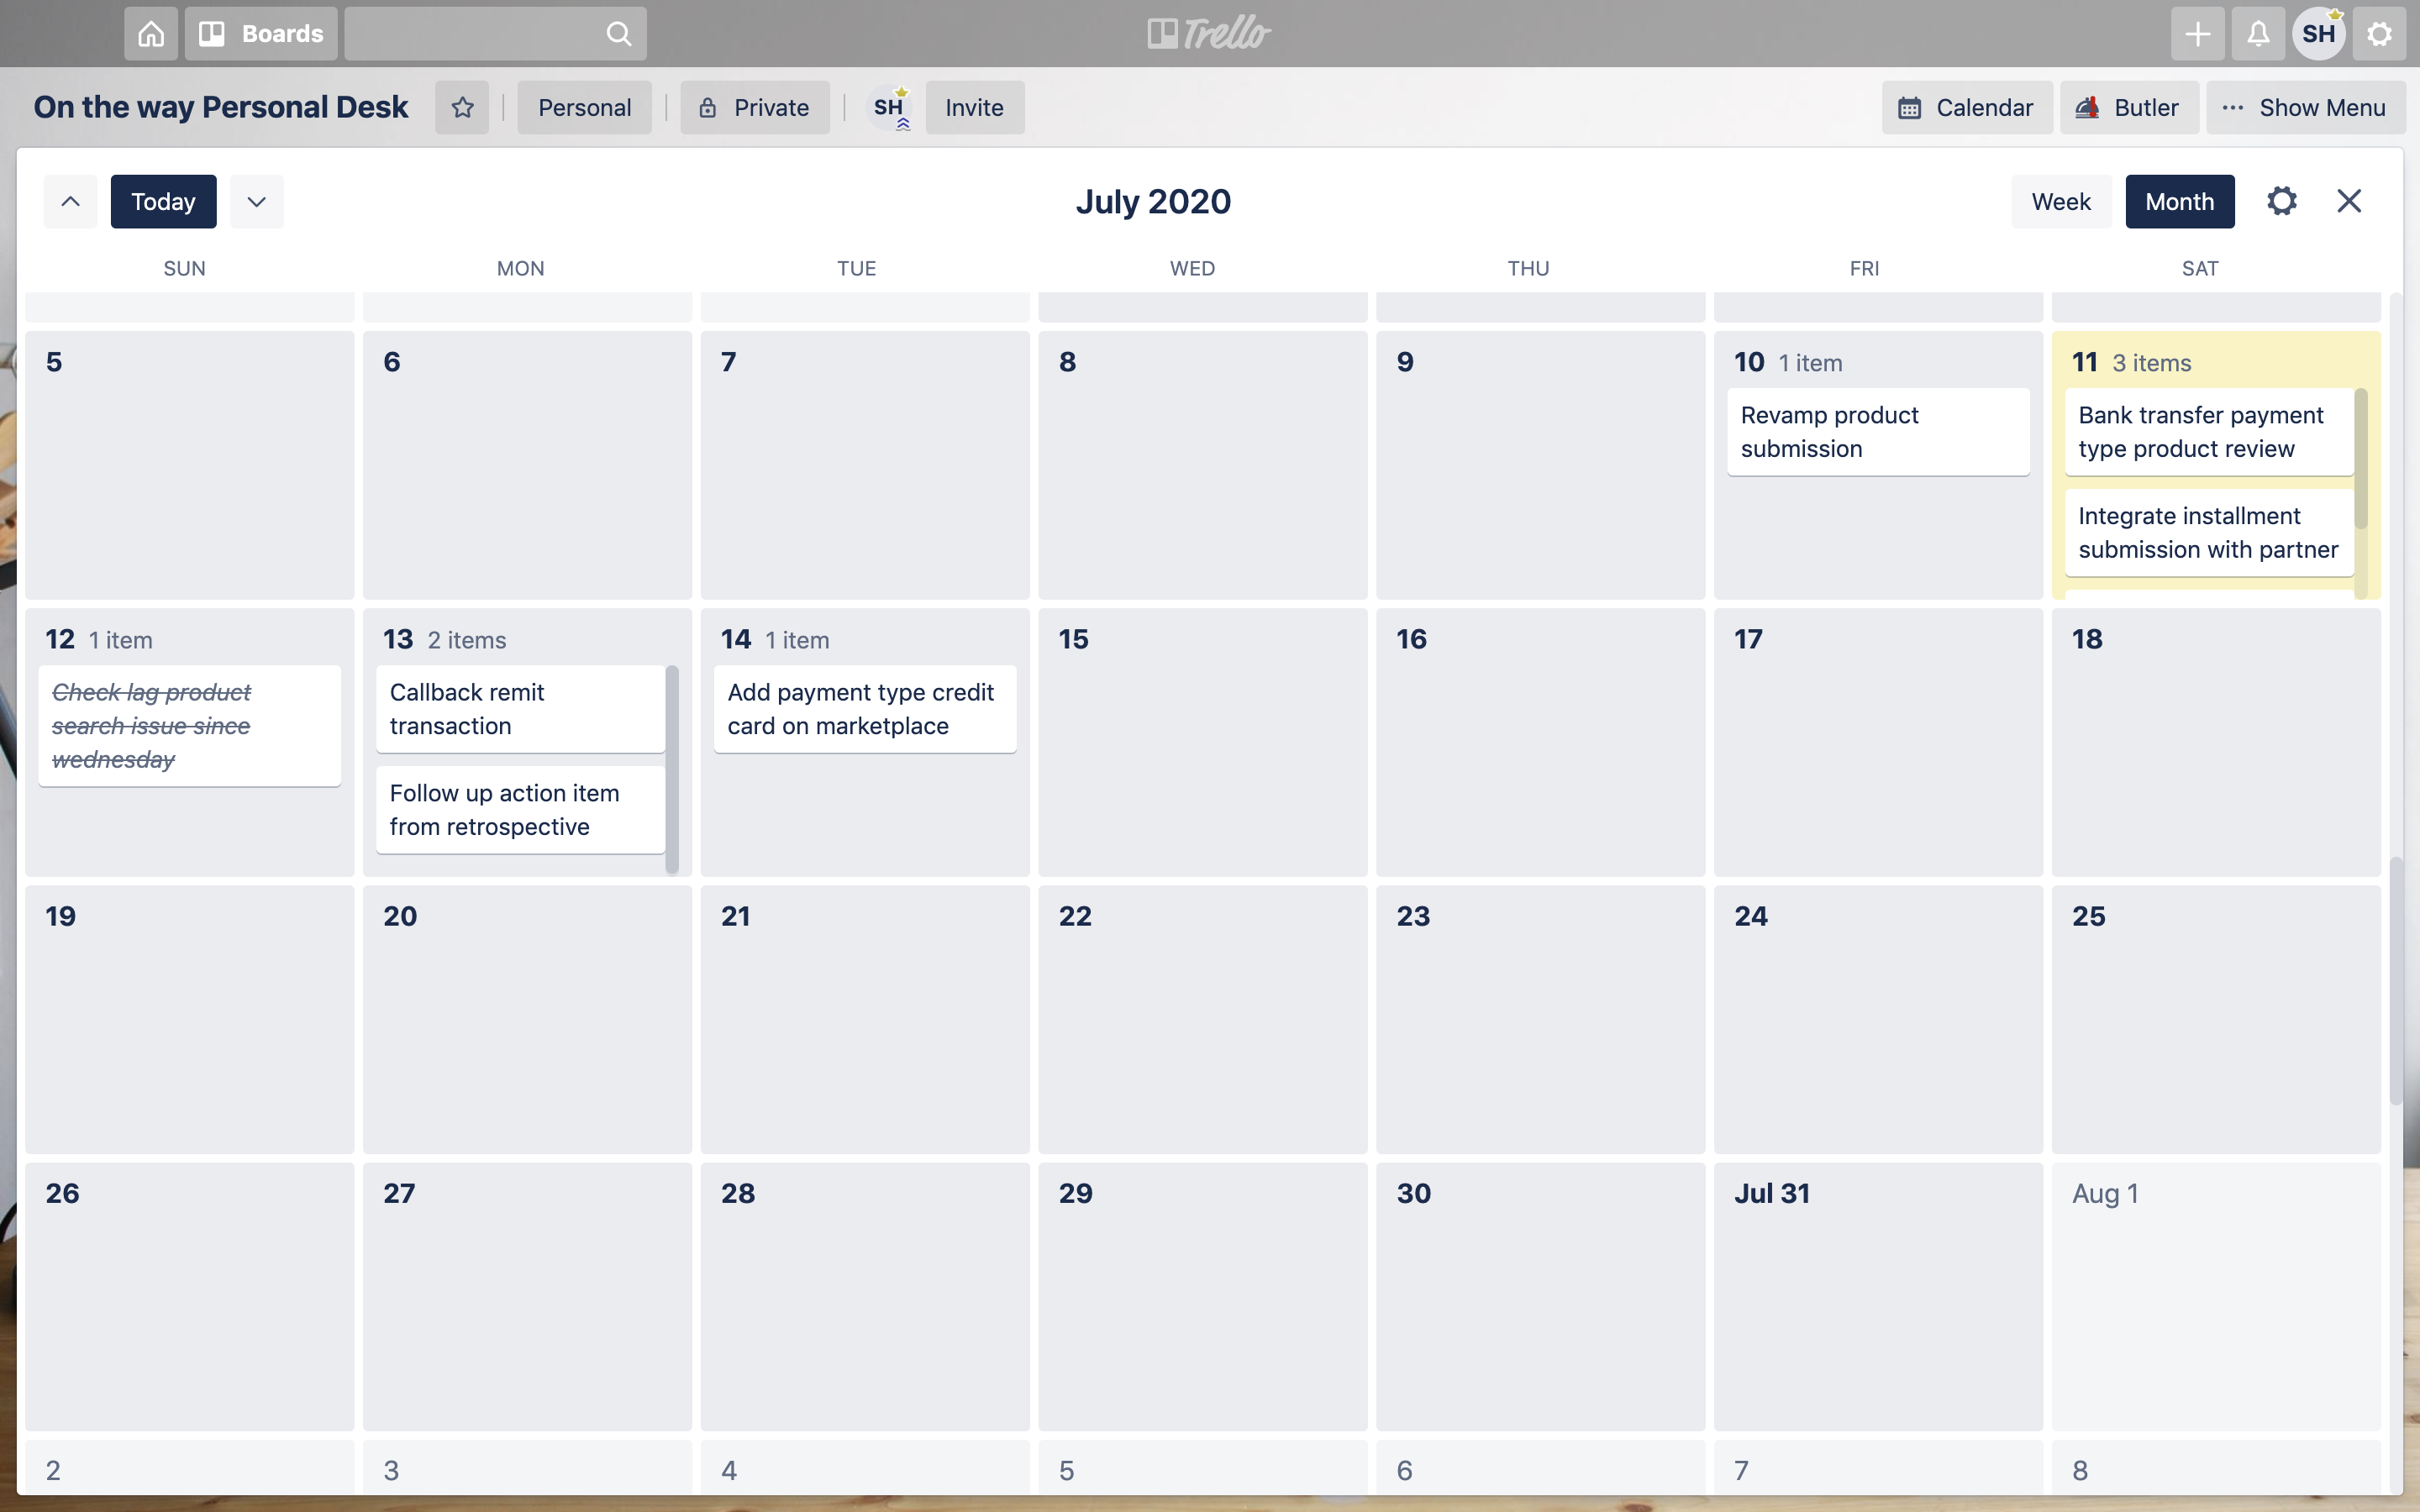 Boards
Trello
SH
On the way Personal Desk
Personal
Private
SH
Invite
Calendar
Butler
Show Menu
Today
July 2020
Week
Month
SUN
MON
TUE
WED
THU
FRI
SAT
5
6
7
8
9
10 1 item
Revamp product
submission
11 3 items
Bank transfer payment
type product review
Integrate installment
submission with partner
12 1 item
Check lag product
search issue since
wednesday
13 2 items
Callback remit
transaction
Follow up action item
from retrospective
14 1 item
Add payment type credit
card on marketplace
15
16
17
18
19
20
21
22
23
24
25
26
27
28
29
30
Jul 31
Aug 1
2
3
4
5
6
7
8